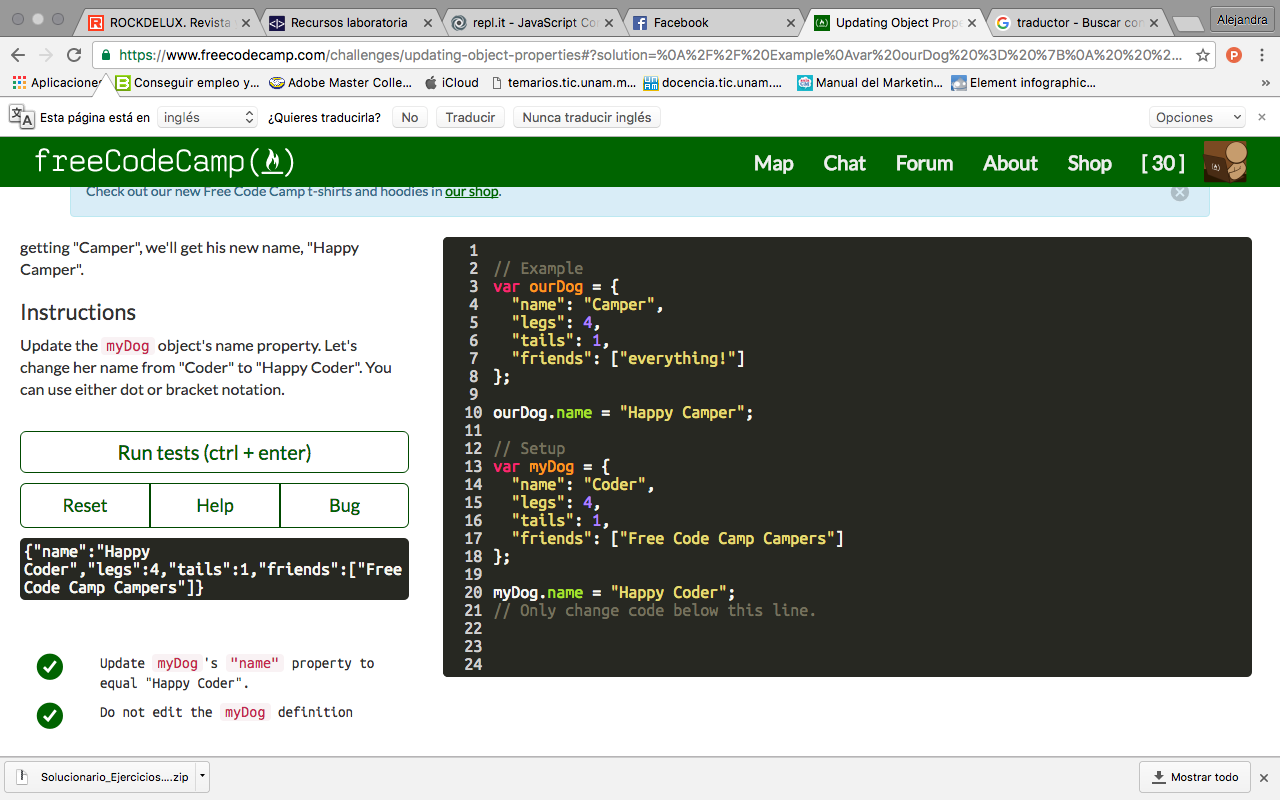 ROCKDELUX. Revista
Recursos laboratoria
repl.it - JavaScript Co
Facebook
Updating Object Prope
traductor - Buscar con
Alejandra
https://www.freecodecamp.com/challenges/updating-object-properties#?solution=%0A%2F%2F%20Example%0Avar%20ourDog%20%3D%20%7B%0A%20%20%2...
Aplicaciones
Conseguir empleo y...
Adobe Master Colle...
iCloud
temarios.tic.unam.m...
docencia.tic.unam....
Manual del Marketin...
Element infographic...
»
Esta página está en
inglés
¿Quieres traducirla?
No
Traducir
Nunca traducir inglés
Opciones
freeCodeCamp
Map
Chat
Forum
About
Shop
[ 30 ]
Check out our new Free Code Camp t-shirts and hoodies in our shop.
getting "Camper", we'll get his new name, "Happy
Camper".
Instructions
Update the myDog object's name property. Let's
change her name from "Coder" to "Happy Coder". You
can use either dot or bracket notation.
Run tests (ctrl + enter)
Reset
Help
Bug
{"name":"Happy
Coder","legs":4,"tails":1,"friends":["Free
Code Camp Campers"]}
Update myDog's "name" property to
equal "Happy Coder".
Do not edit the myDog definition
1
2 // Example
3 var ourDog = {
4 "name": "Camper",
5 "legs": 4,
6 "tails": 1,
7 "friends": ["everything!"]
8 };
9
10 ourDog.name = "Happy Camper";
11
12 // Setup
13 var myDog = {
14 "name": "Coder",
15 "legs": 4,
16 "tails": 1,
17 "friends": ["Free Code Camp Campers"]
18 };
19
20 myDog.name = "Happy Coder";
21 // Only change code below this line.
22
23
24
Solucionario_Ejercicios....zip
Mostrar todo